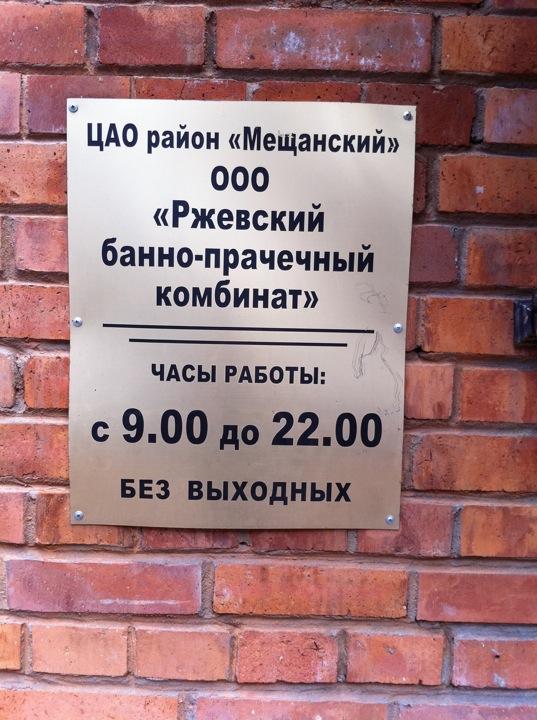 ЦАО район «Мещанский»
ООО
«Ржевский
банно-прачечный
комбинат»
ЧАСЫ РАБОТЫ:
с 9.00 до 22.00
БЕЗ ВЫХОДНЫХ